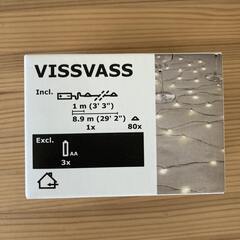 VISSVASS
Incl.
1 m (3' 3")
8.9 m (29' 2")
1x 80x
Excl.
AA
3x